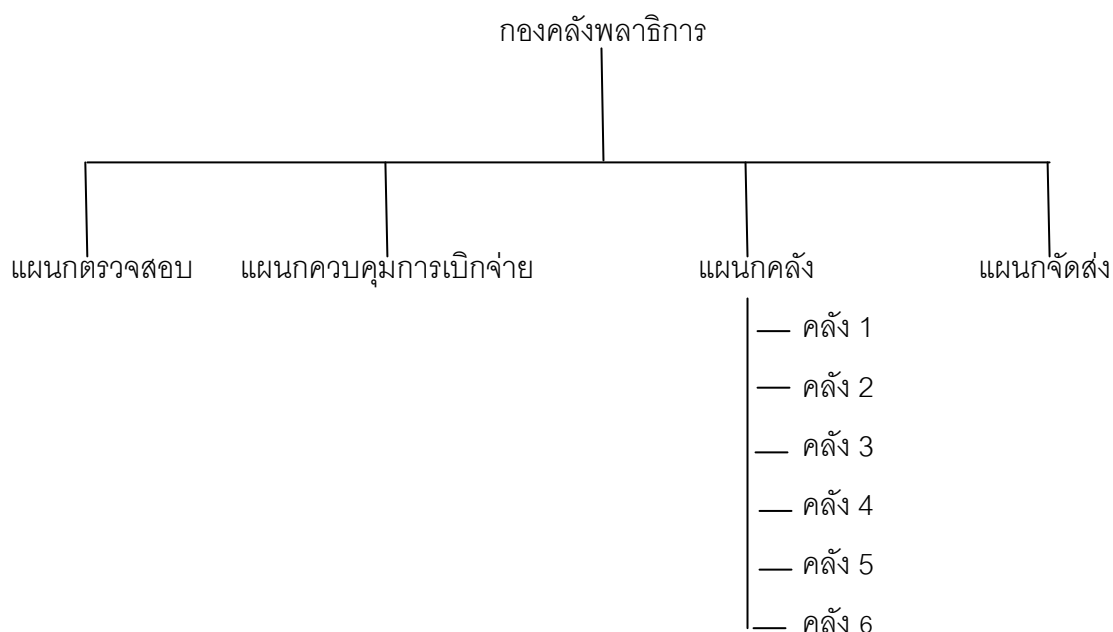 กองคลังพลาธิการ
แผนกตรวจสอบ แผนกควบคุมการเบิกจ่าย แผนกคลัง แผนกจัดส่ง
คลัง 1
คลัง 2
คลัง 3
คลัง 4
คลัง 5
คลัง 6